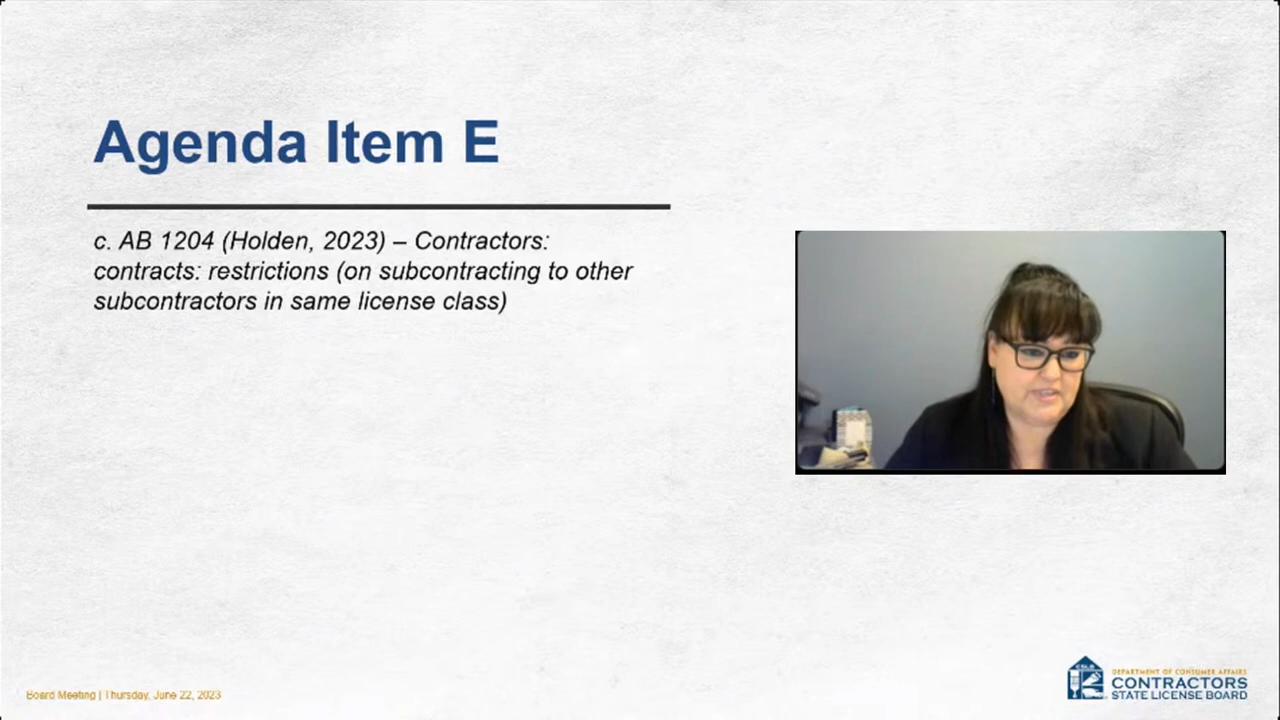 Agenda Item E
c. AB 1204 (Holden, 2023) – Contractors:
contracts: restrictions (on subcontracting to other
subcontractors in same license class)
Board Meeting | Thursday, June 22, 2023
CSLB
DEPARTMENT OF CONSUMER AFFAIRS
CONTRACTORS
STATE LICENSE BOARD